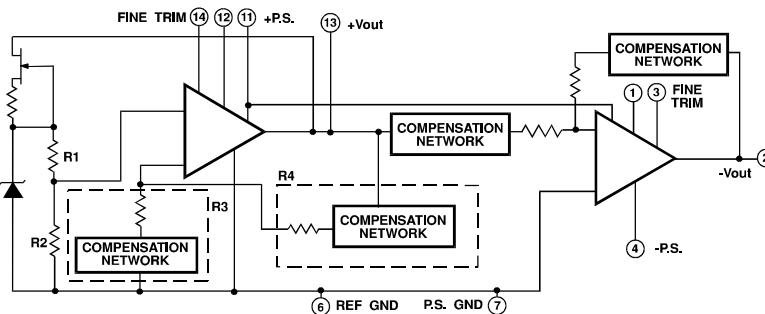 FINE TRIM 14 12 11 +P.S.
13 +Vout
COMPENSATION
NETWORK
1 3 FINE
TRIM
R1
COMPENSATION
NETWORK
R4
2
-Vout
R3
R2
COMPENSATION
NETWORK
COMPENSATION
NETWORK
4 -P.S.
6 REF GND P.S. GND 7